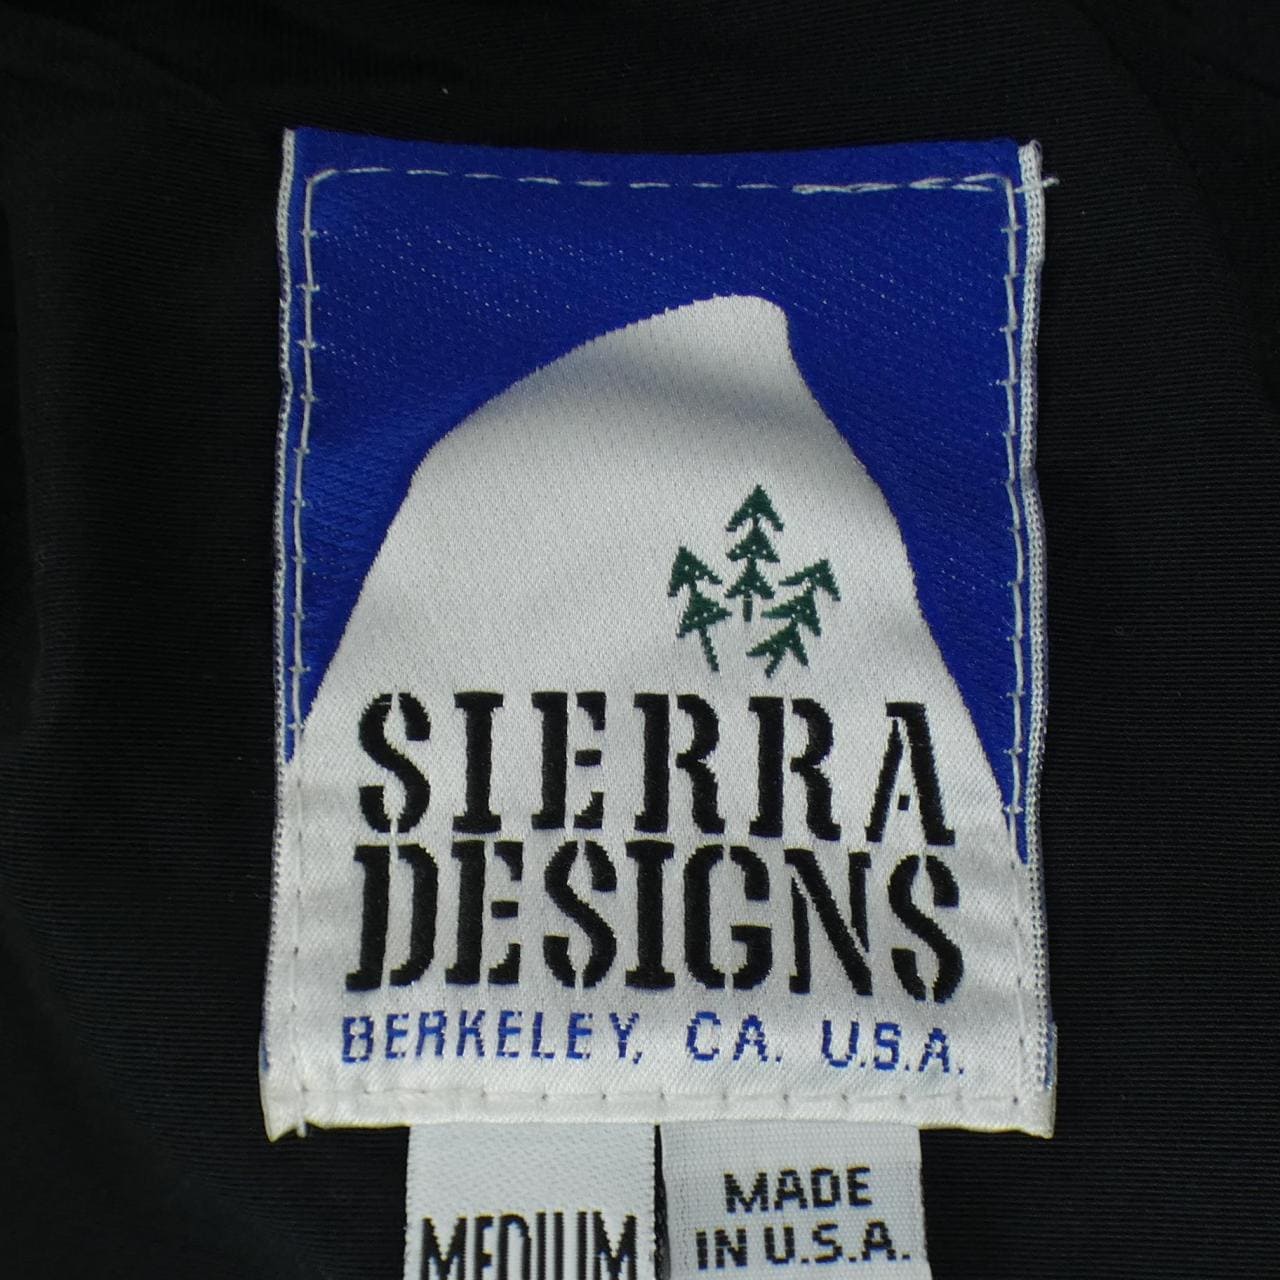 SIERRA
DESIGNS
BERKELEY, CA. U.S.A.
MEDIUM
MADE
IN U.S.A.